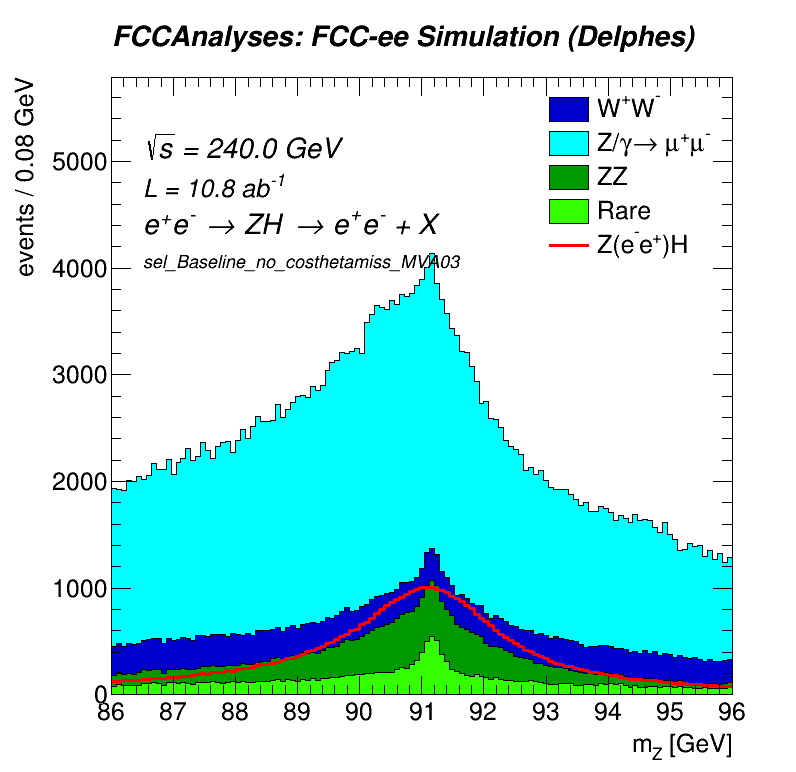 FCCAnalyses: FCC-ee Simulation (Delphes)
events / 0.08 GeV
√s = 240.0 GeV
L = 10.8 ab⁻¹
e⁺e⁻ → ZH → e⁺e⁻ + X
sel_Baseline_no_costhetamiss_MVA03
W⁺W⁻
Z/γ→ μ⁺μ⁻
ZZ
Rare
Z(e⁻e⁺)H
5000
4000
3000
2000
1000
0
86 87 88 89 90 91 92 93 94 95 96
m_Z [GeV]